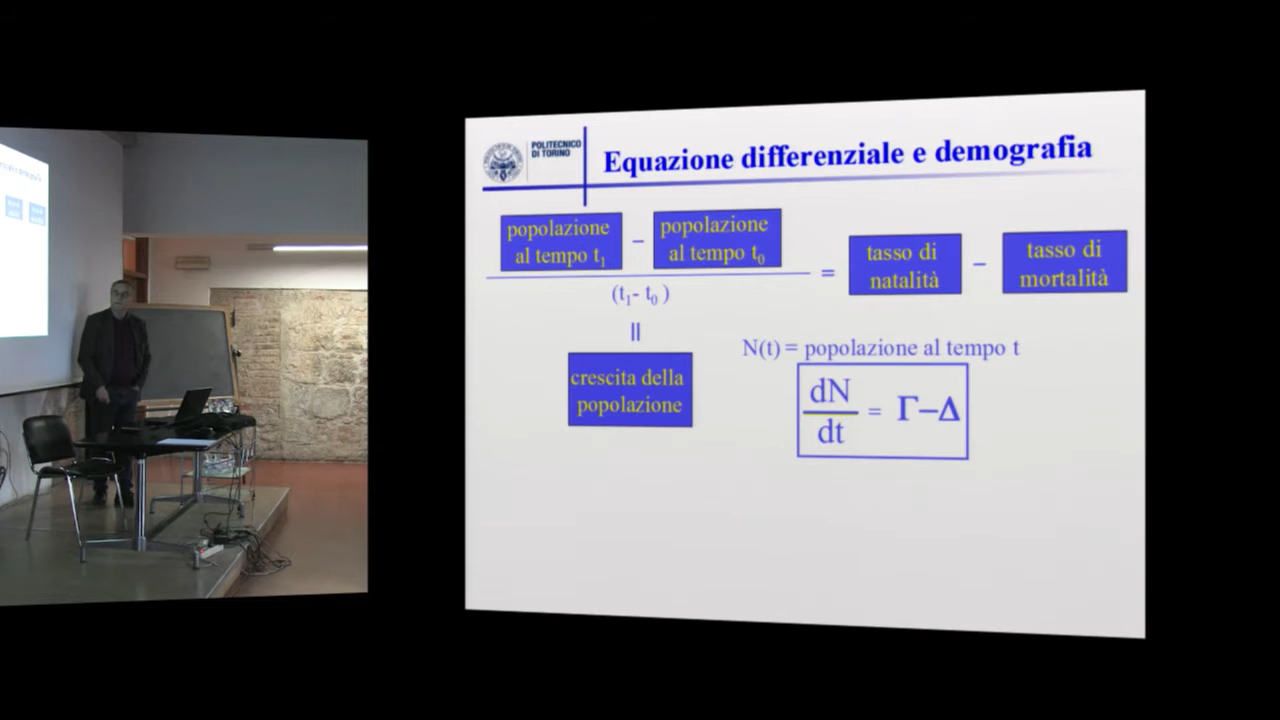 POLITECNICO
DI TORINO
Equazione differenziale e demografia
popolazione
al tempo t₁
–
popolazione
al tempo t₀
(t₁- t₀ )
=
tasso di
natalità
–
tasso di
mortalità
=
crescita della
popolazione
N(t) = popolazione al tempo t
dN
dt
= Γ–Δ